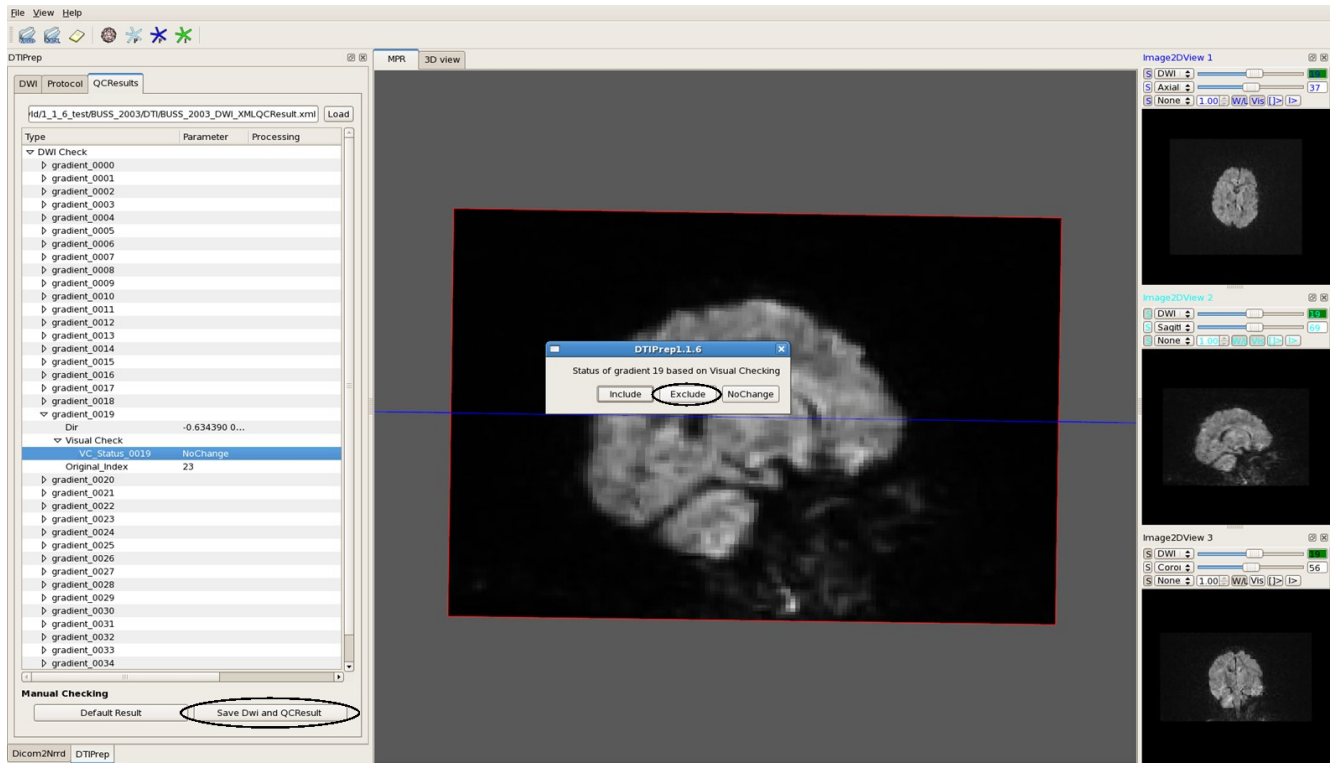 File View Help
DTIPrep
DWI Protocol QCResults
rld/1_1_6_test/BUSS_2003/DTI/BUSS_2003_DWI_XMLQCResult.xml Load
Type Parameter Processing
DWI Check
gradient_0000
gradient_0001
gradient_0002
gradient_0003
gradient_0004
gradient_0005
gradient_0006
gradient_0007
gradient_0008
gradient_0009
gradient_0010
gradient_0011
gradient_0012
gradient_0013
gradient_0014
gradient_0015
gradient_0016
gradient_0017
gradient_0018
gradient_0019
Dir -0.634390 0...
Visual Check
VC_Status_0019 NoChange
Original_Index 23
gradient_0020
gradient_0021
gradient_0022
gradient_0023
gradient_0024
gradient_0025
gradient_0026
gradient_0027
gradient_0028
gradient_0029
gradient_0030
gradient_0031
gradient_0032
gradient_0033
gradient_0034
Manual Checking
Default Result Save Dwi and QCResult
Dicom2Nrrd DTIPrep
MPR 3D view
DTIPrep1.1.6
Status of gradient 19 based on Visual Checking
Include Exclude NoChange
Image2DView 1
S DWI 19
S Axial 37
S None 1.00 W/L Vis []> I>
Image2DView 2
S DWI 19
S Sagitt 69
None 1.00 W/L Vis []> I>
Image2DView 3
S DWI 19
S Coron 56
S None 1.00 W/L Vis []> I>